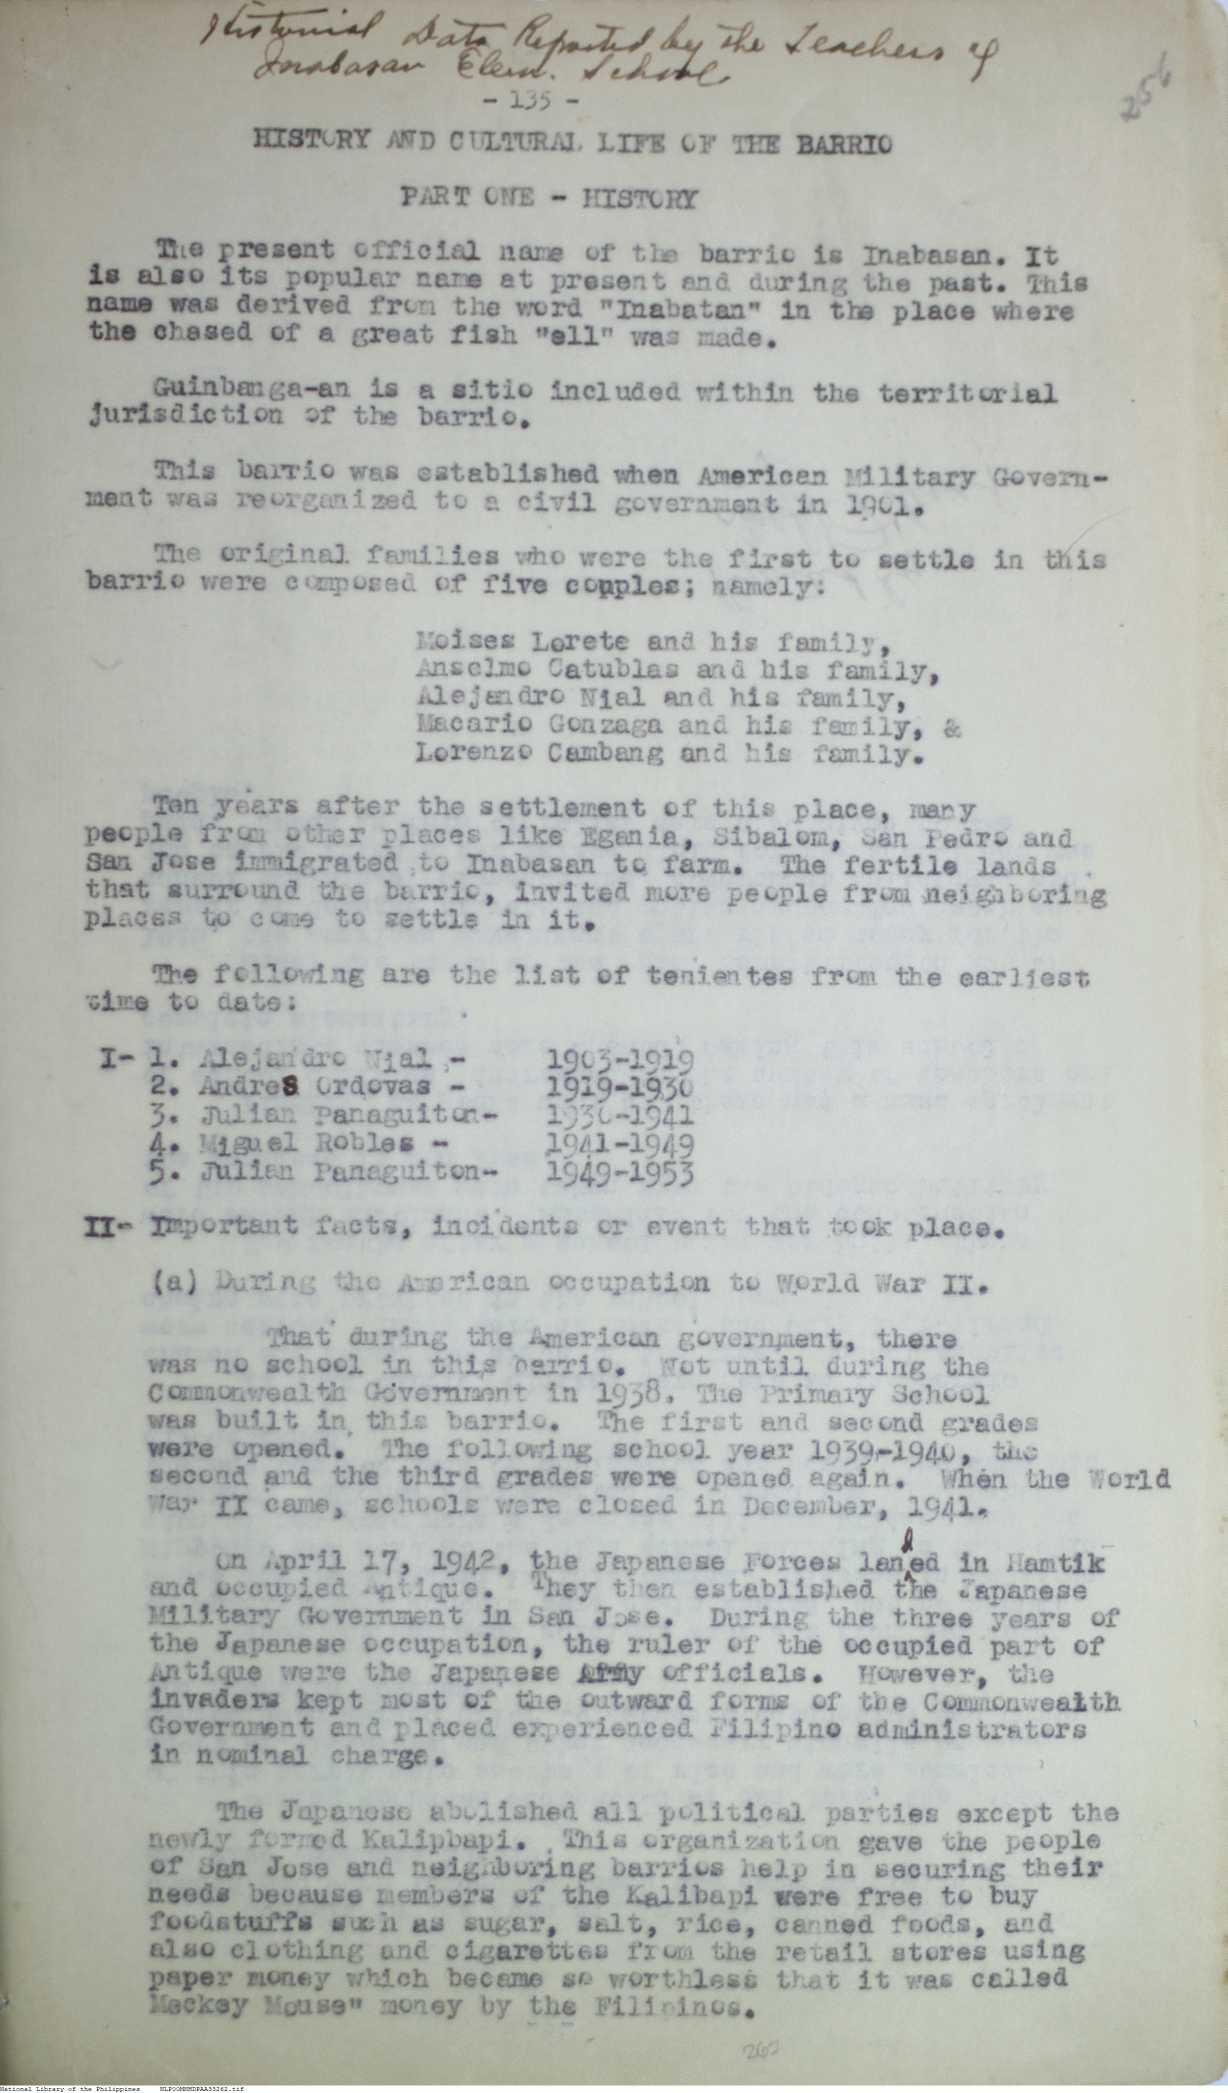 Historical Data Reported by the Teachers of
Inabasan Elem. School
- 135 -
256
HISTORY AND CULTURAL LIFE OF THE BARRIO
PART ONE - HISTORY
The present official name of the barrio is Inabasan. It
is also its popular name at present and during the past. This
name was derived from the word "Inabatan" in the place where
the chased of a great fish "ell" was made.
Guinbanga-an is a sitio included within the territorial
jurisdiction of the barrio.
This barrio was established when American Military Govern-
ment was reorganized to a civil government in 1901.
The original families who were the first to settle in this
barrio were composed of five couples; namely:
Moises Lorete and his family,
Anselmo Catublas and his family,
Alejandro Nial and his family,
Macario Gonzaga and his family, &
Lorenzo Cambang and his family.
Ten years after the settlement of this place, many
people from other places like Egania, Sibalom, San Pedro and
San Jose immigrated to Inabasan to farm. The fertile lands
that surround the barrio, invited more people from neighboring
places to come to settle in it.
The following are the list of tenientes from the earliest
time to date:
I- 1. Alejandro Nial - 1903-1919
2. Andres Ordovas - 1919-1930
3. Julian Panaguiton- 1930-1941
4. Miguel Robles - 1941-1949
5. Julian Panaguiton- 1949-1953
II- Important facts, incidents or event that took place.
(a) During the American occupation to World War II.
That during the American government, there
was no school in this barrio. Not until during the
Commonwealth Government in 1938. The Primary School
was built in this barrio. The first and second grades
were opened. The following school year 1939-1940, the
second and the third grades were opened again. When the World
War II came, schools were closed in December, 1941.
On April 17, 1942, the Japanese Forces landed in Hamtik
and occupied Antique. They then established the Japanese
Military Government in San Jose. During the three years of
the Japanese occupation, the ruler of the occupied part of
Antique were the Japanese Army officials. However, the
invaders kept most of the outward forms of the Commonwealth
Government and placed experienced Filipino administrators
in nominal charge.
The Japanese abolished all political parties except the
newly formed Kalipbapi. This organization gave the people
of San Jose and neighboring barrios help in securing their
needs because members of the Kalibapi were free to buy
foodstuffs such as sugar, salt, rice, canned foods, and
also clothing and cigarettes from the retail stores using
paper money which became so worthless that it was called
Meckey Mouse" money by the Filipinos.
262
National Library of the Philippines NLPOOMNMDPAA33262.tif